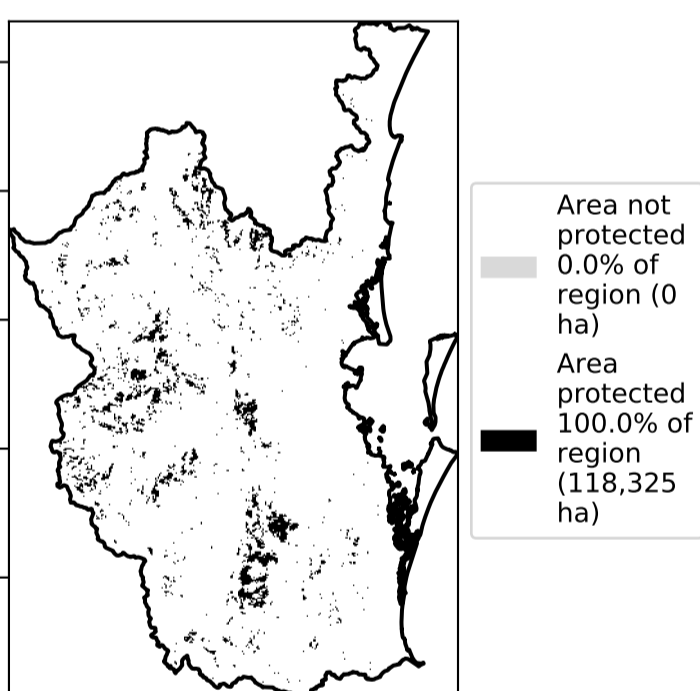 Area not
protected
0.0% of
region (0
ha)
Area
protected
100.0% of
region
(118,325
ha)